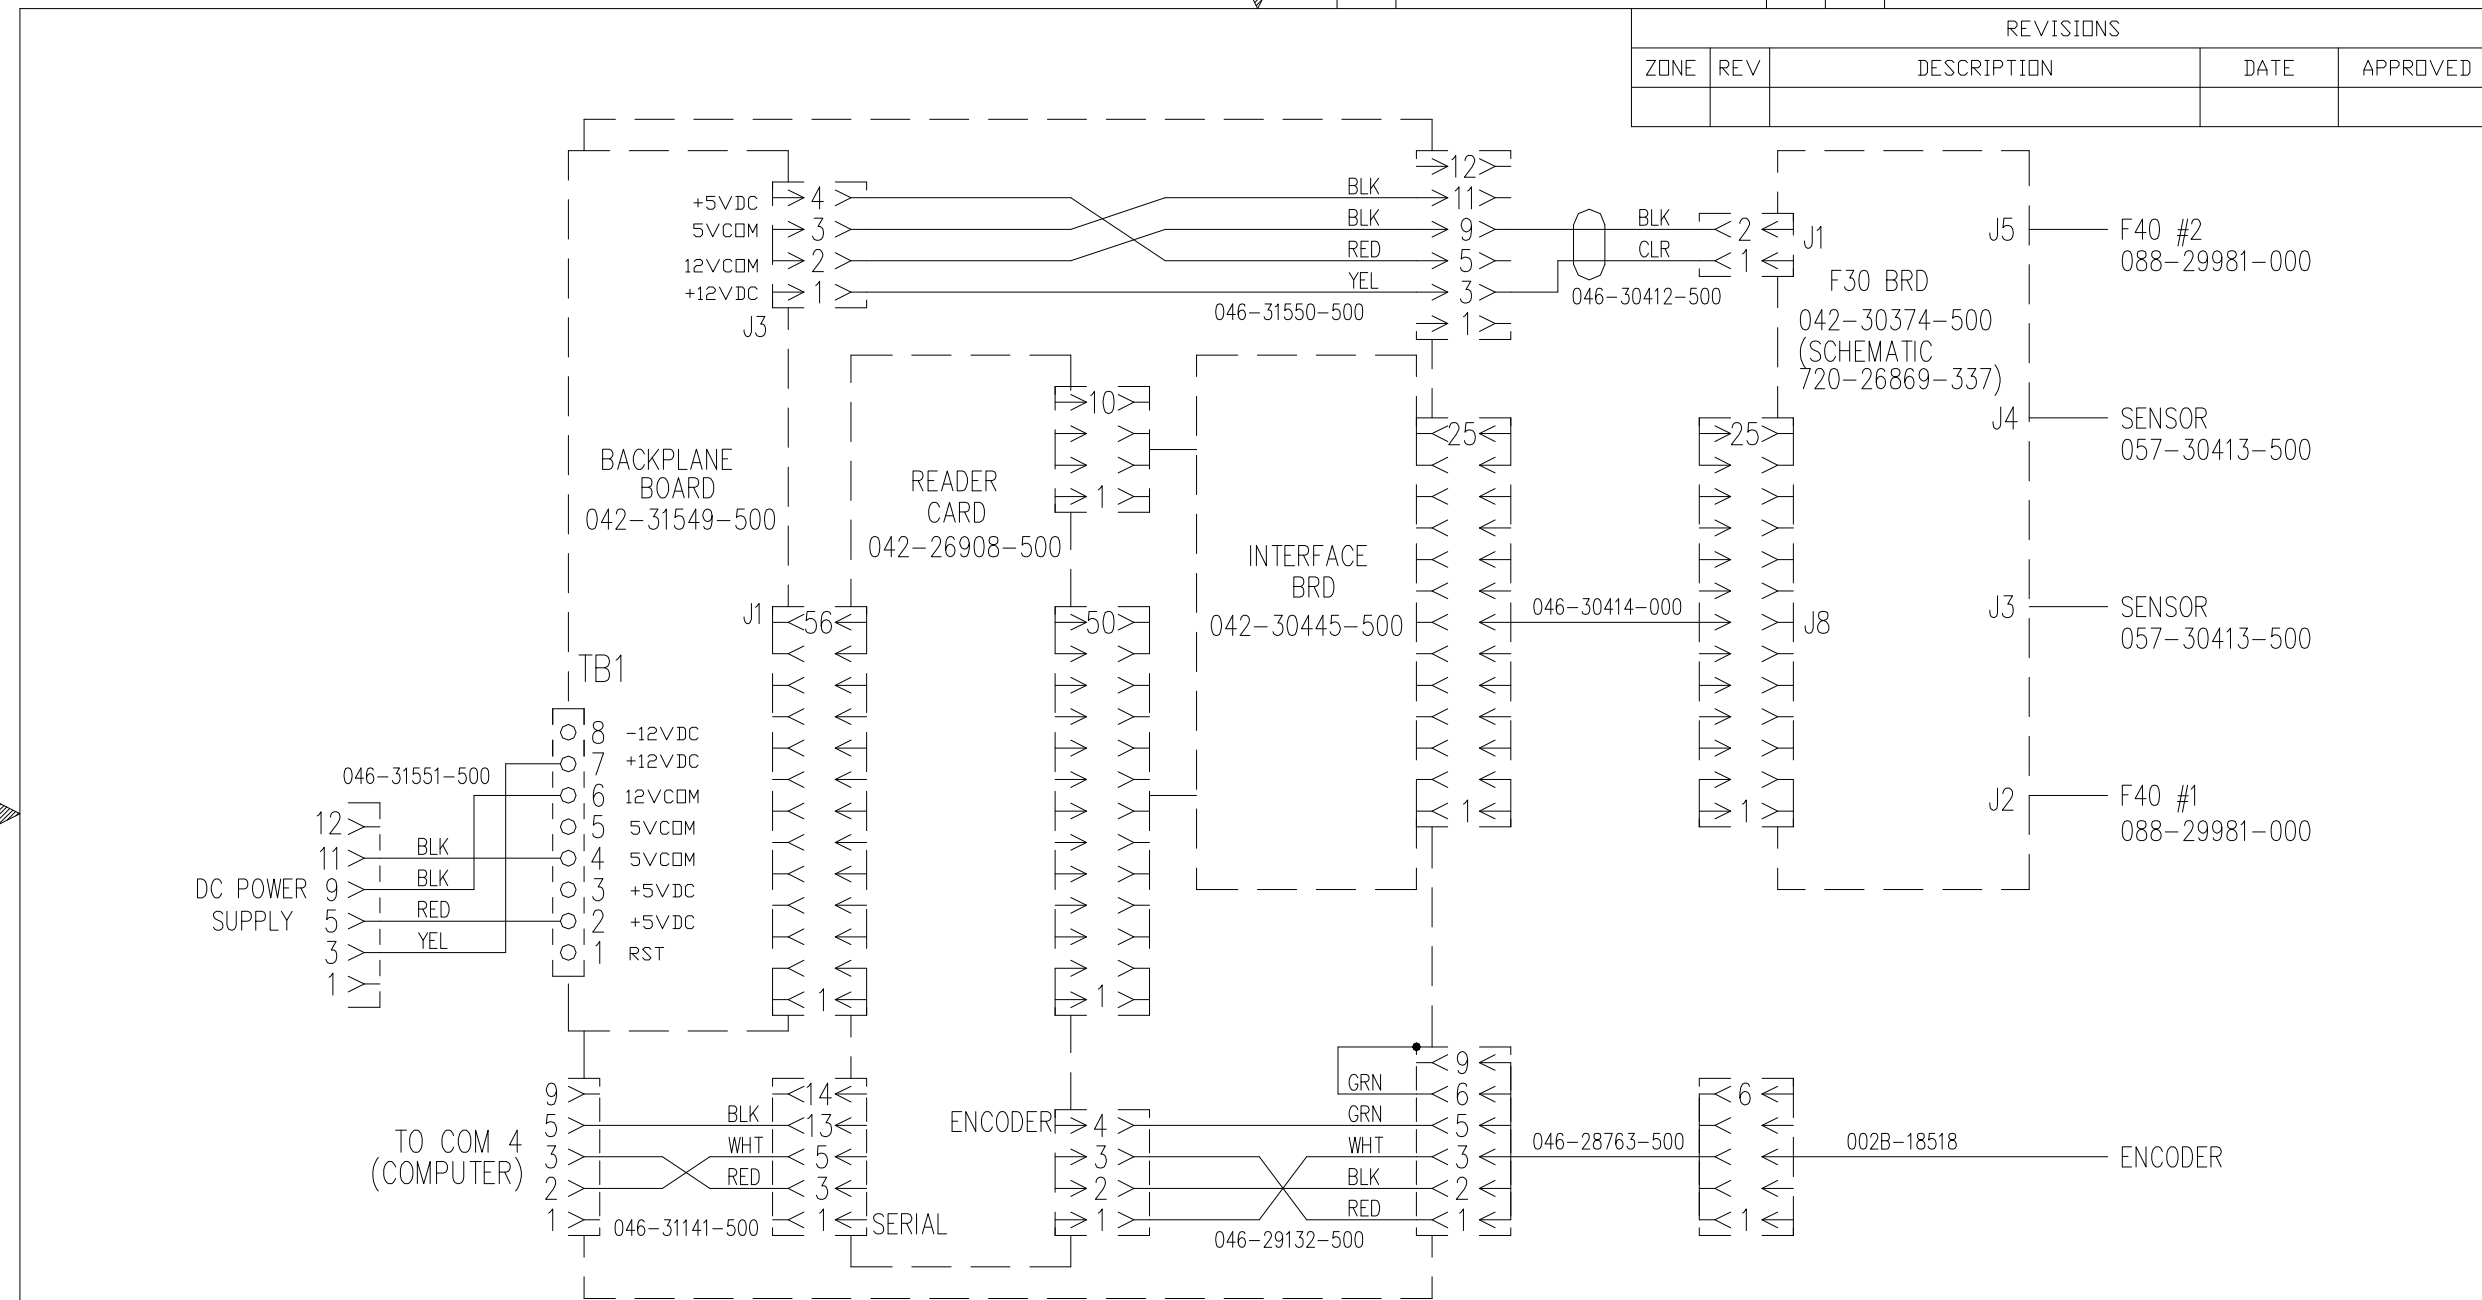 REVISIONS
ZONE REV DESCRIPTION DATE APPROVED
+5VDC 4
5VCOM 3
12VCOM 2
+12VDC 1
J3
BLK
BLK
RED
YEL
046-31550-500
12
11
9
5
3
1
BLK
CLR
046-30412-500
2
1
J1
F30 BRD
042-30374-500
(SCHEMATIC
720-26869-337)
J5 F40 #2
088-29981-000
J4 SENSOR
057-30413-500
J3 SENSOR
057-30413-500
J2 F40 #1
088-29981-000
BACKPLANE
BOARD
042-31549-500
READER
CARD
042-26908-500
10
1
INTERFACE
BRD
042-30445-500
25
1
046-30414-000
25
1
J8
J1 56
1
50
1
TB1
8 -12VDC
7 +12VDC
6 12VCOM
5 5VCOM
4 5VCOM
3 +5VDC
2 +5VDC
1 RST
046-31551-500
DC POWER
SUPPLY
12
11 BLK
9 BLK
5 RED
3 YEL
1
TO COM 4
(COMPUTER)
9
5
3
2
1
BLK
WHT
RED
046-31141-500
14
13
5
3
1
SERIAL
ENCODER
4
3
2
1
GRN
GRN
WHT
BLK
RED
046-29132-500
9
6
5
3
2
1
046-28763-500
6
1
002B-18518
ENCODER